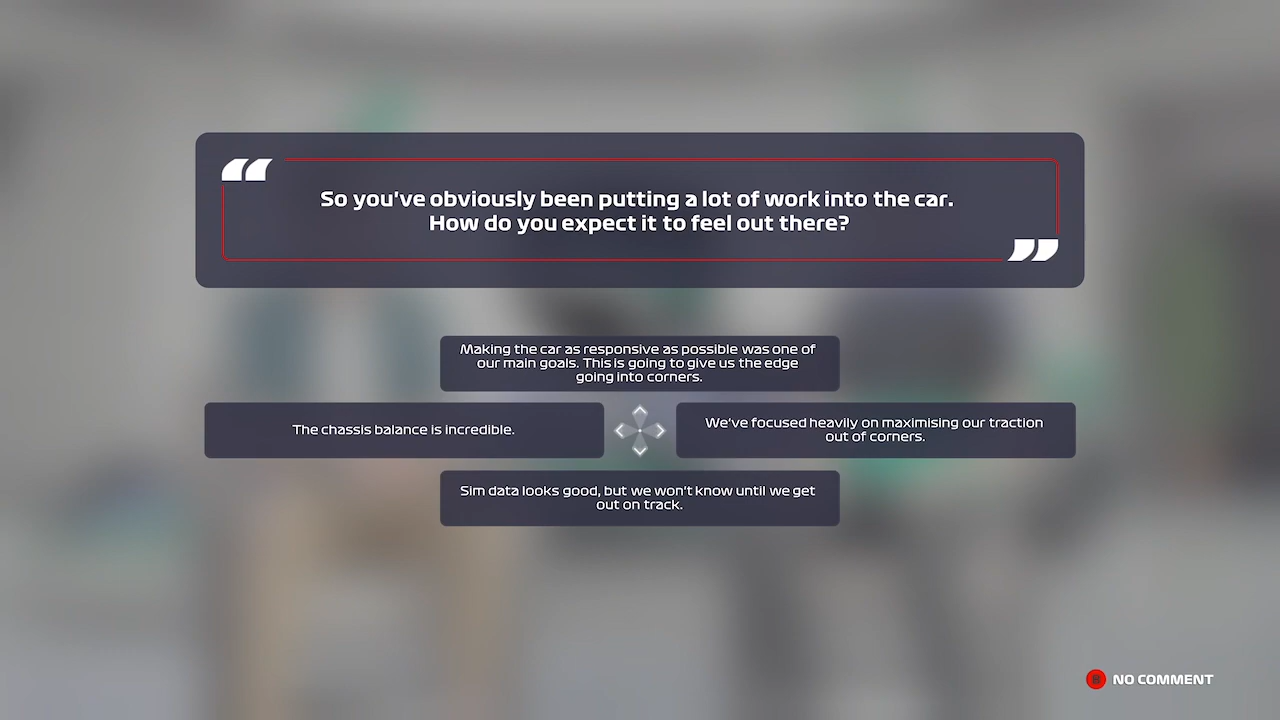 So you've obviously been putting a lot of work into the car.
How do you expect it to feel out there?
Making the car as responsive as possible was one of
our main goals. This is going to give us the edge
going into corners.
The chassis balance is incredible.
We've focused heavily on maximising our traction
out of corners.
Sim data looks good, but we won't know until we get
out on track.
B NO COMMENT